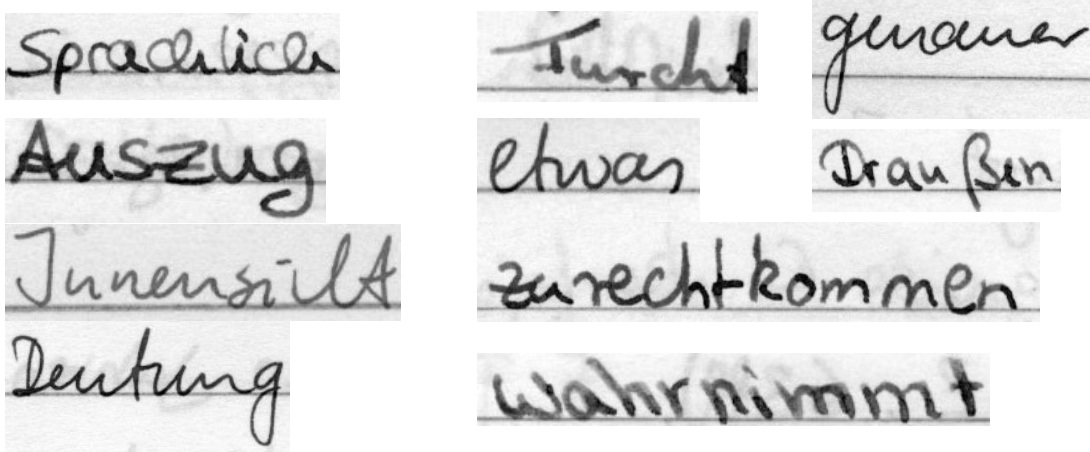 Sprachlich
Furcht
genauer
Auszug
etwas
Draußen
Innensicht
zurechtkommen
Deutung
wahrnimmt